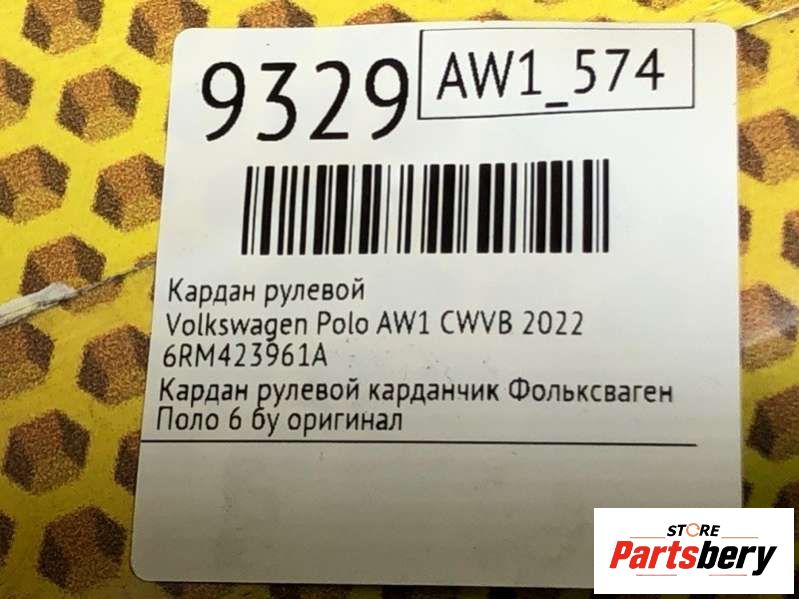 9329
AW1_574
Кардан рулевой
Volkswagen Polo AW1 CWVB 2022
6RM423961A
Кардан рулевой карданчик Фольксваген
Поло 6 бу оригинал
STORE
Partsbery